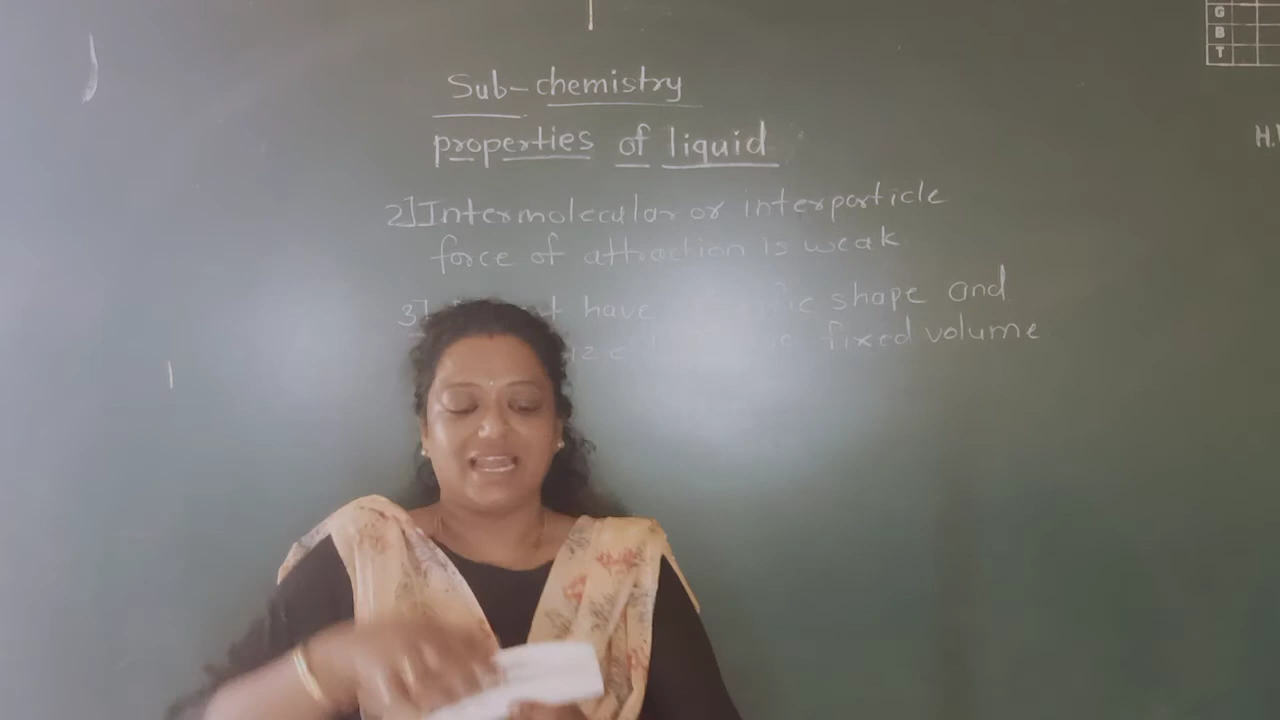 Sub-chemistry
properties of liquid
2] Intermolecular or interparticle
force of attraction is weak
3] have shape and
fixed volume
G
B
T
H.